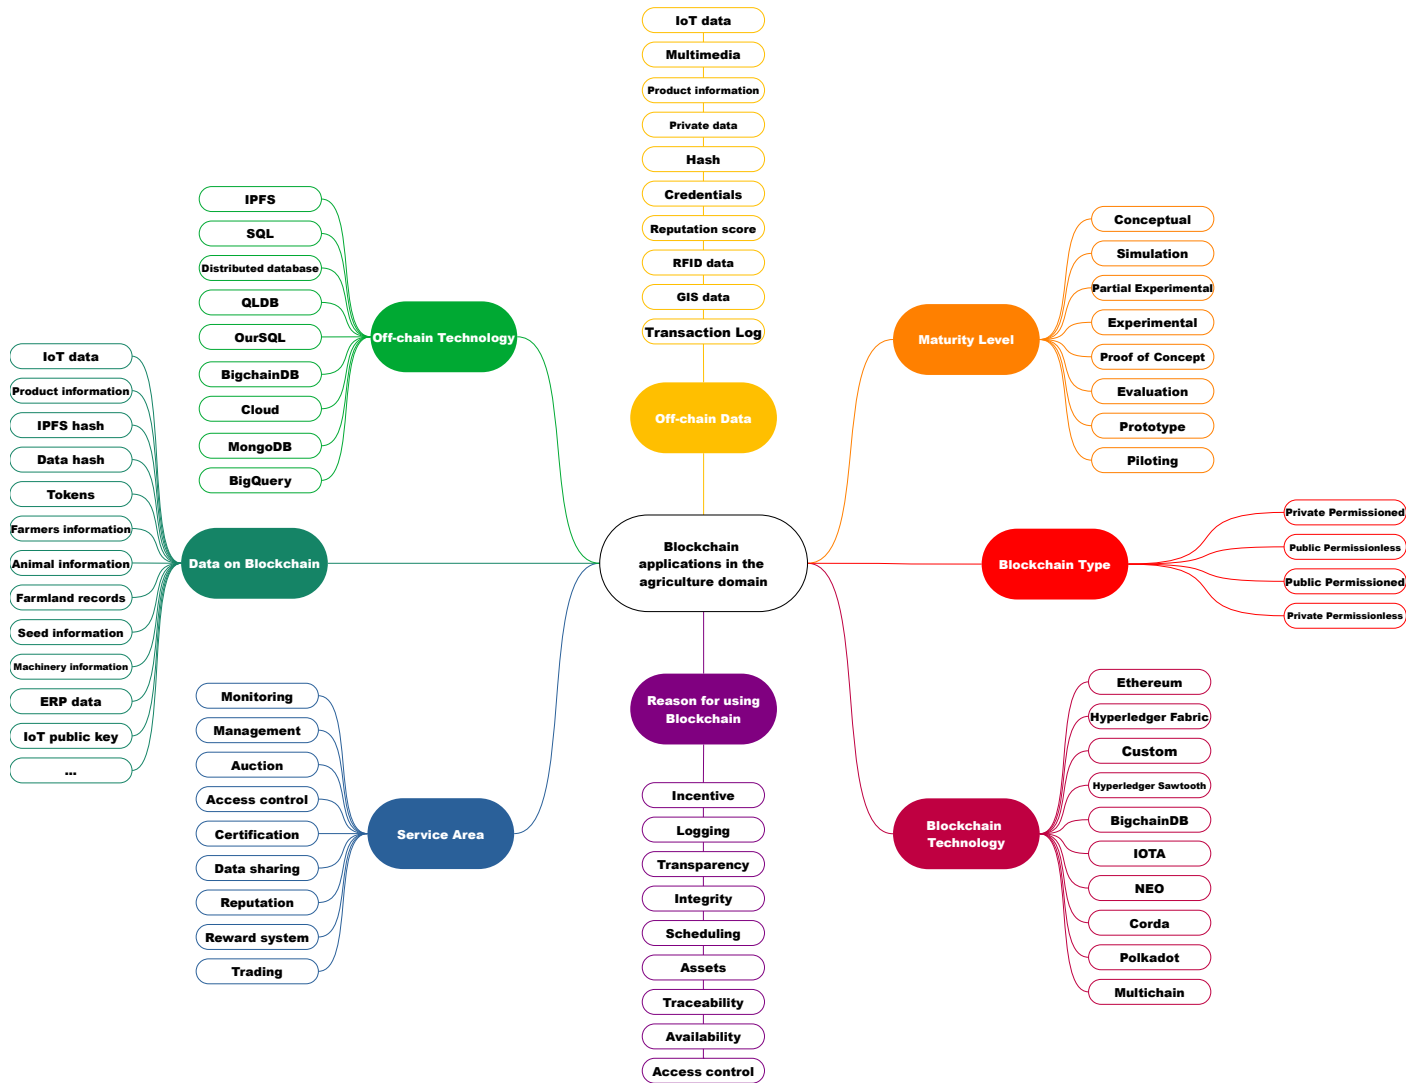 IoT data
Multimedia
Product information
Private data
Hash
Credentials
Reputation score
RFID data
GIS data
Transaction Log
Off-chain Data
IPFS
SQL
Distributed database
QLDB
OurSQL
BigchainDB
Cloud
MongoDB
BigQuery
Off-chain Technology
IoT data
Product information
IPFS hash
Data hash
Tokens
Farmers information
Animal information
Farmland records
Seed information
Machinery information
ERP data
IoT public key
...
Data on Blockchain
Monitoring
Management
Auction
Access control
Certification
Data sharing
Reputation
Reward system
Trading
Service Area
Blockchain
applications in the
agriculture domain
Reason for using
Blockchain
Incentive
Logging
Transparency
Integrity
Scheduling
Assets
Traceability
Availability
Access control
Maturity Level
Conceptual
Simulation
Partial Experimental
Experimental
Proof of Concept
Evaluation
Prototype
Piloting
Blockchain Type
Private Permissioned
Public Permissionless
Public Permissioned
Private Permissionless
Blockchain
Technology
Ethereum
Hyperledger Fabric
Custom
Hyperledger Sawtooth
BigchainDB
IOTA
NEO
Corda
Polkadot
Multichain